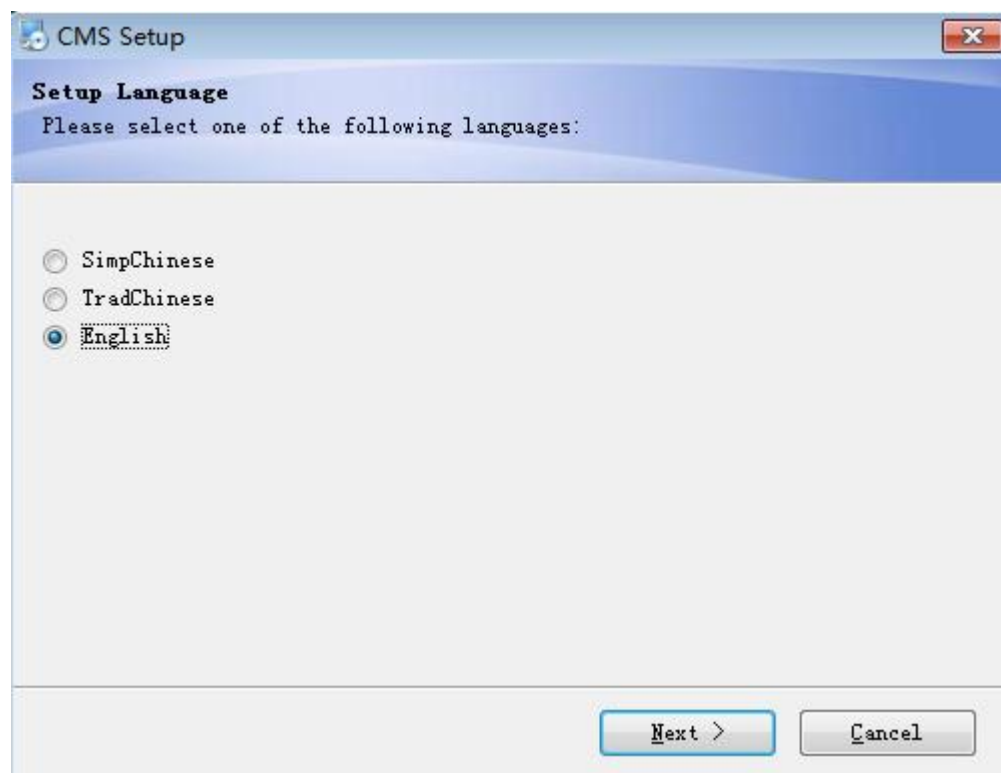 CMS Setup
Setup Language
Please select one of the following languages:
SimpChinese
TradChinese
English
Next >
Cancel